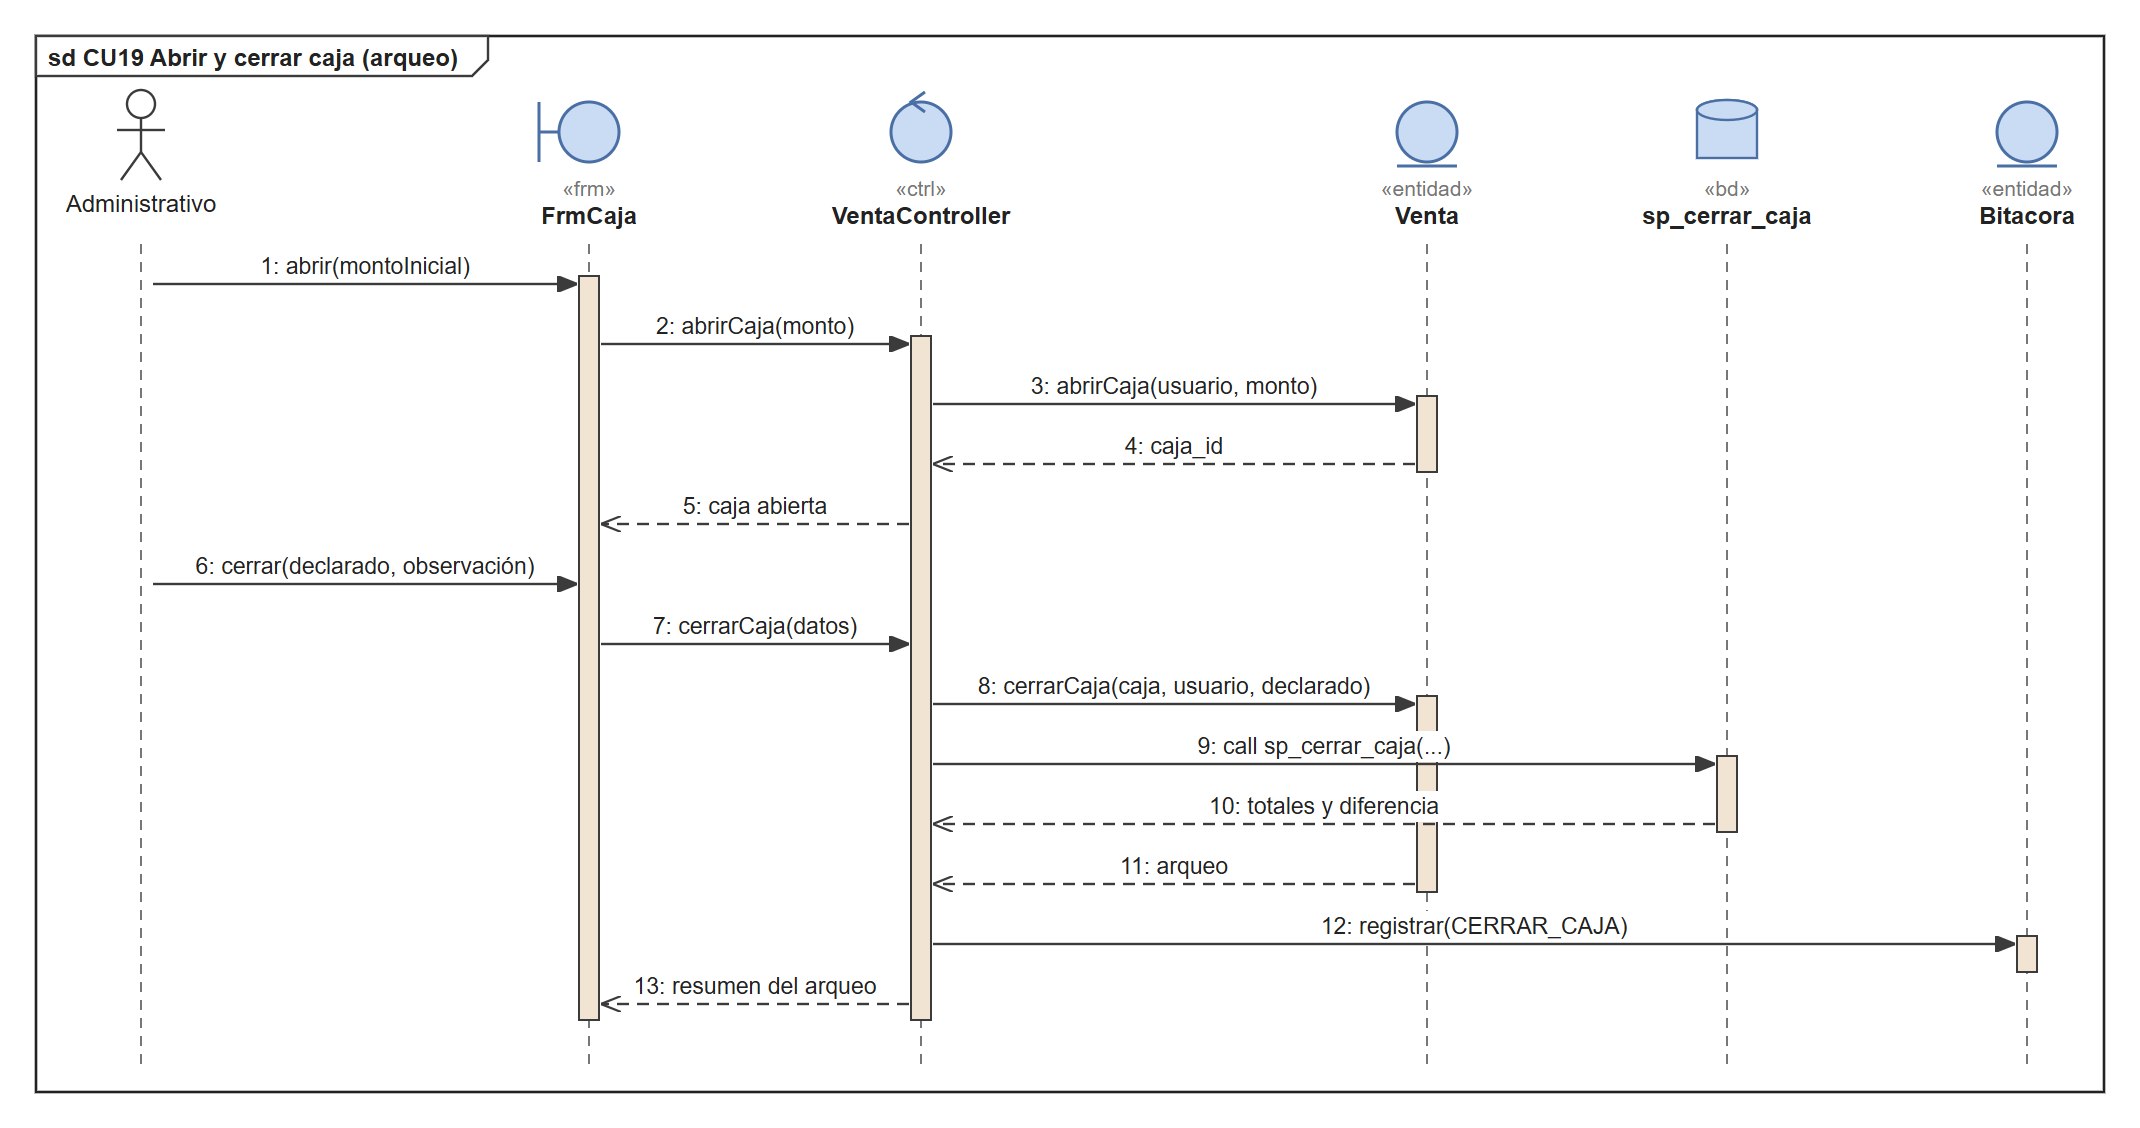 sd CU19 Abrir y cerrar caja (arqueo)
Administrativo
«frm»
FrmCaja
«ctrl»
VentaController
«entidad»
Venta
«bd»
sp_cerrar_caja
«entidad»
Bitacora
1: abrir(montoInicial)
2: abrirCaja(monto)
3: abrirCaja(usuario, monto)
4: caja_id
5: caja abierta
6: cerrar(declarado, observación)
7: cerrarCaja(datos)
8: cerrarCaja(caja, usuario, declarado)
9: call sp_cerrar_caja(...)
10: totales y diferencia
11: arqueo
12: registrar(CERRAR_CAJA)
13: resumen del arqueo